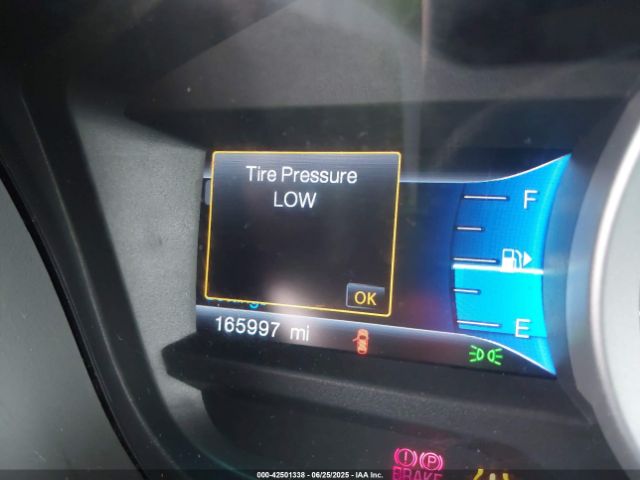 Tire Pressure
LOW
F
OK
E
165997 mi
BRAKE
000-42501338 - 06/25/2025 - IAA Inc.